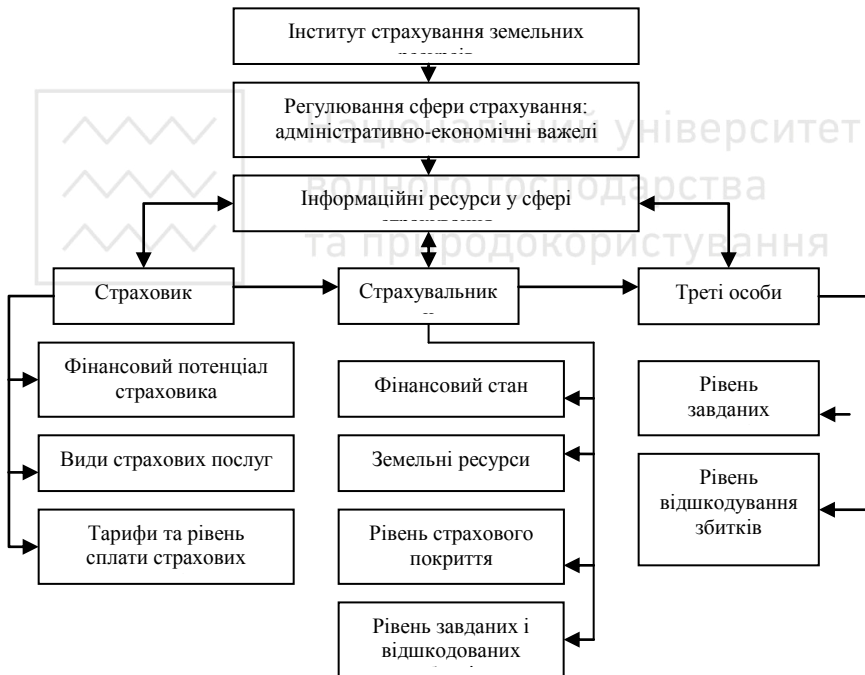 Інститут страхування земельних
Регулювання сфери страхування:
адміністративно-економічні важелі
Національний університет
водного господарства
та природокористування
Інформаційні ресурси у сфері
Страховик
Страхувальник
Треті особи
Фінансовий потенціал
страховика
Види страхових послуг
Тарифи та рівень
сплати страхових
Фінансовий стан
Земельні ресурси
Рівень страхового
покриття
Рівень завданих і
відшкодованих
Рівень
завданих
Рівень
відшкодування
збитків